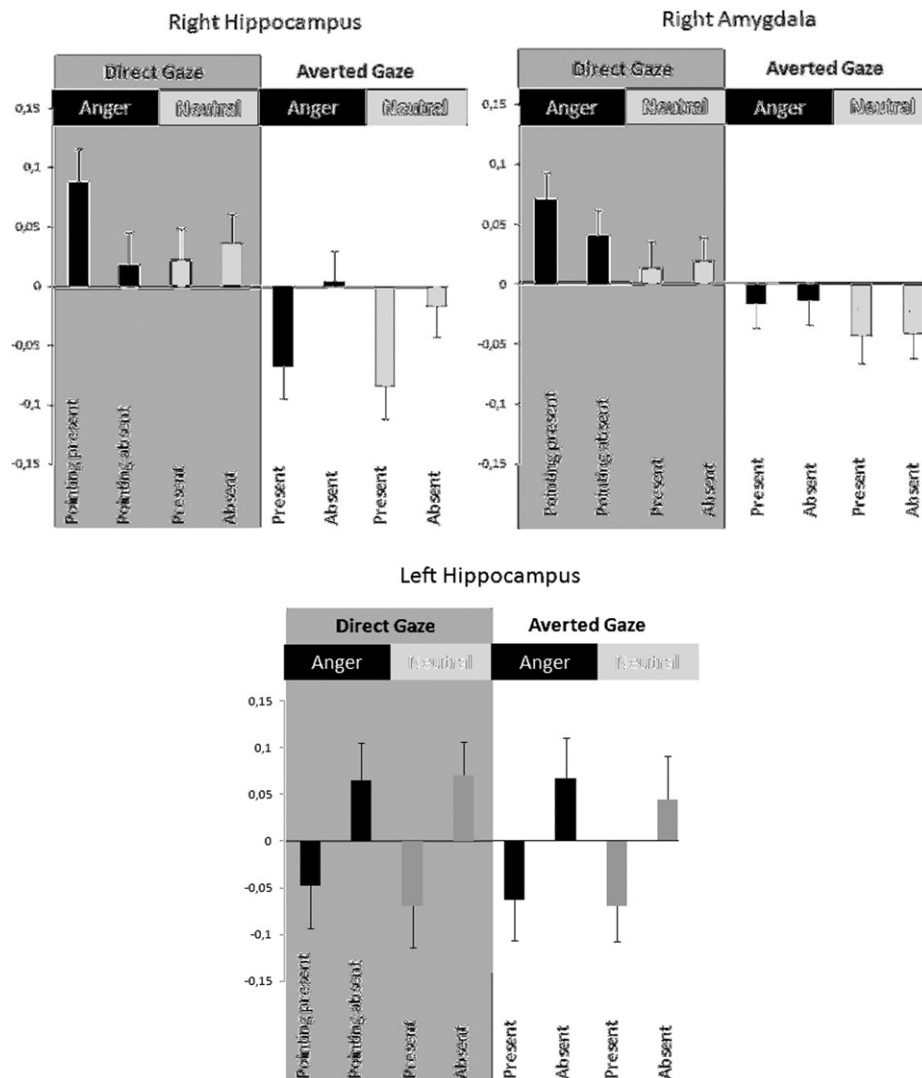 Right Hippocampus
Direct Gaze Averted Gaze
Anger Neutral Anger Neutral
0,15
0,1
0,05
0
-0,05
-0,1
-0,15
Pointing present
Pointing absent
Present
Absent
Present
Absent
Present
Absent
Right Amygdala
Direct Gaze Averted Gaze
Anger Neutral Anger Neutral
0,15
0,1
0,05
0
-0,05
-0,1
-0,15
Pointing present
Pointing absent
Present
Absent
Present
Absent
Present
Absent
Left Hippocampus
Direct Gaze Averted Gaze
Anger Neutral Anger Neutral
0,15
0,1
0,05
0
-0,05
-0,1
-0,15
Pointing present
Pointing absent
Present
Absent
Present
Absent
Present
Absent